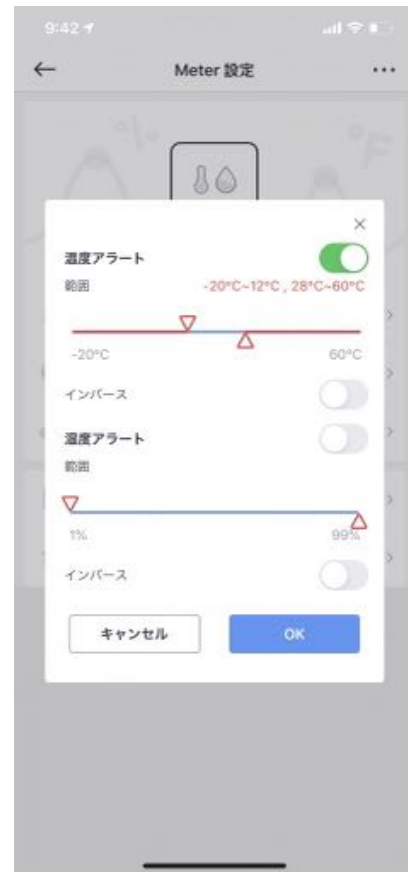 9:42
Meter 設定
%
°F
温度アラート
範囲 -20°C~12°C , 28°C~60°C
-20°C 60°C
インバース
湿度アラート
範囲
1% 99%
インバース
キャンセル OK